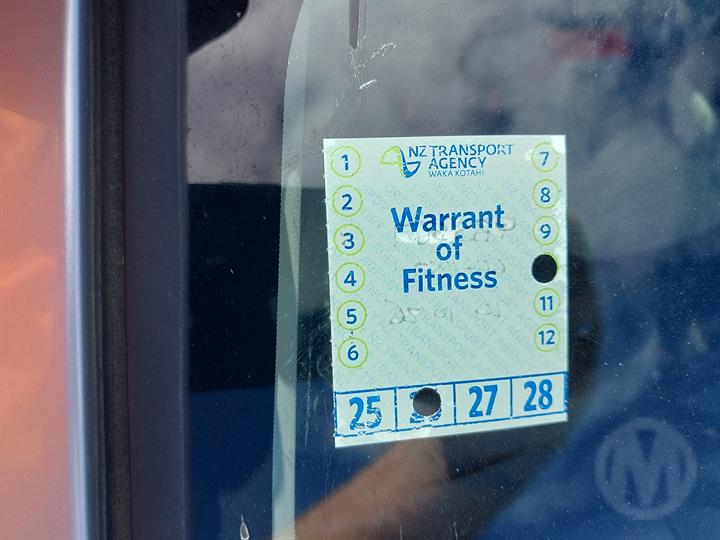 NZ TRANSPORT
AGENCY
WAKA KOTAHI
Warrant
of
Fitness
1
2
3
4
5
6
7
8
9
11
12
25 27 28
M